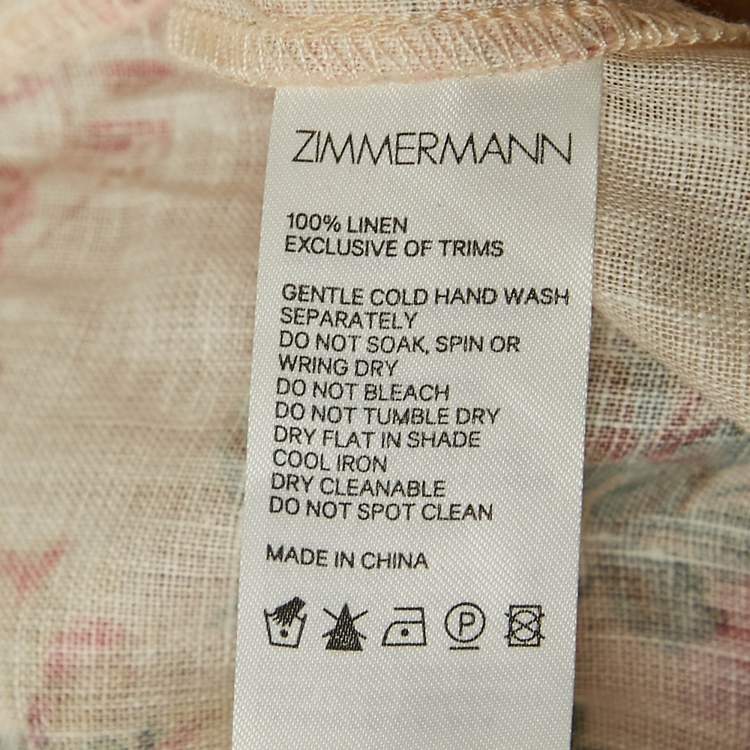 ZIMMERMANN
100% LINEN
EXCLUSIVE OF TRIMS
GENTLE COLD HAND WASH
SEPARATELY
DO NOT SOAK, SPIN OR
WRING DRY
DO NOT BLEACH
DO NOT TUMBLE DRY
DRY FLAT IN SHADE
COOL IRON
DRY CLEANABLE
DO NOT SPOT CLEAN
MADE IN CHINA
P